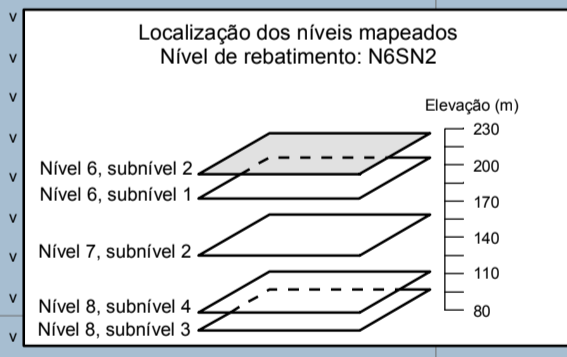 Localização dos níveis mapeados
Nível de rebatimento: N6SN2
Elevação (m)
230
Nível 6, subnível 2
200
Nível 6, subnível 1
170
140
Nível 7, subnível 2
110
Nível 8, subnível 4
80
Nível 8, subnível 3
v
v
v
v
v
v
v
v
v